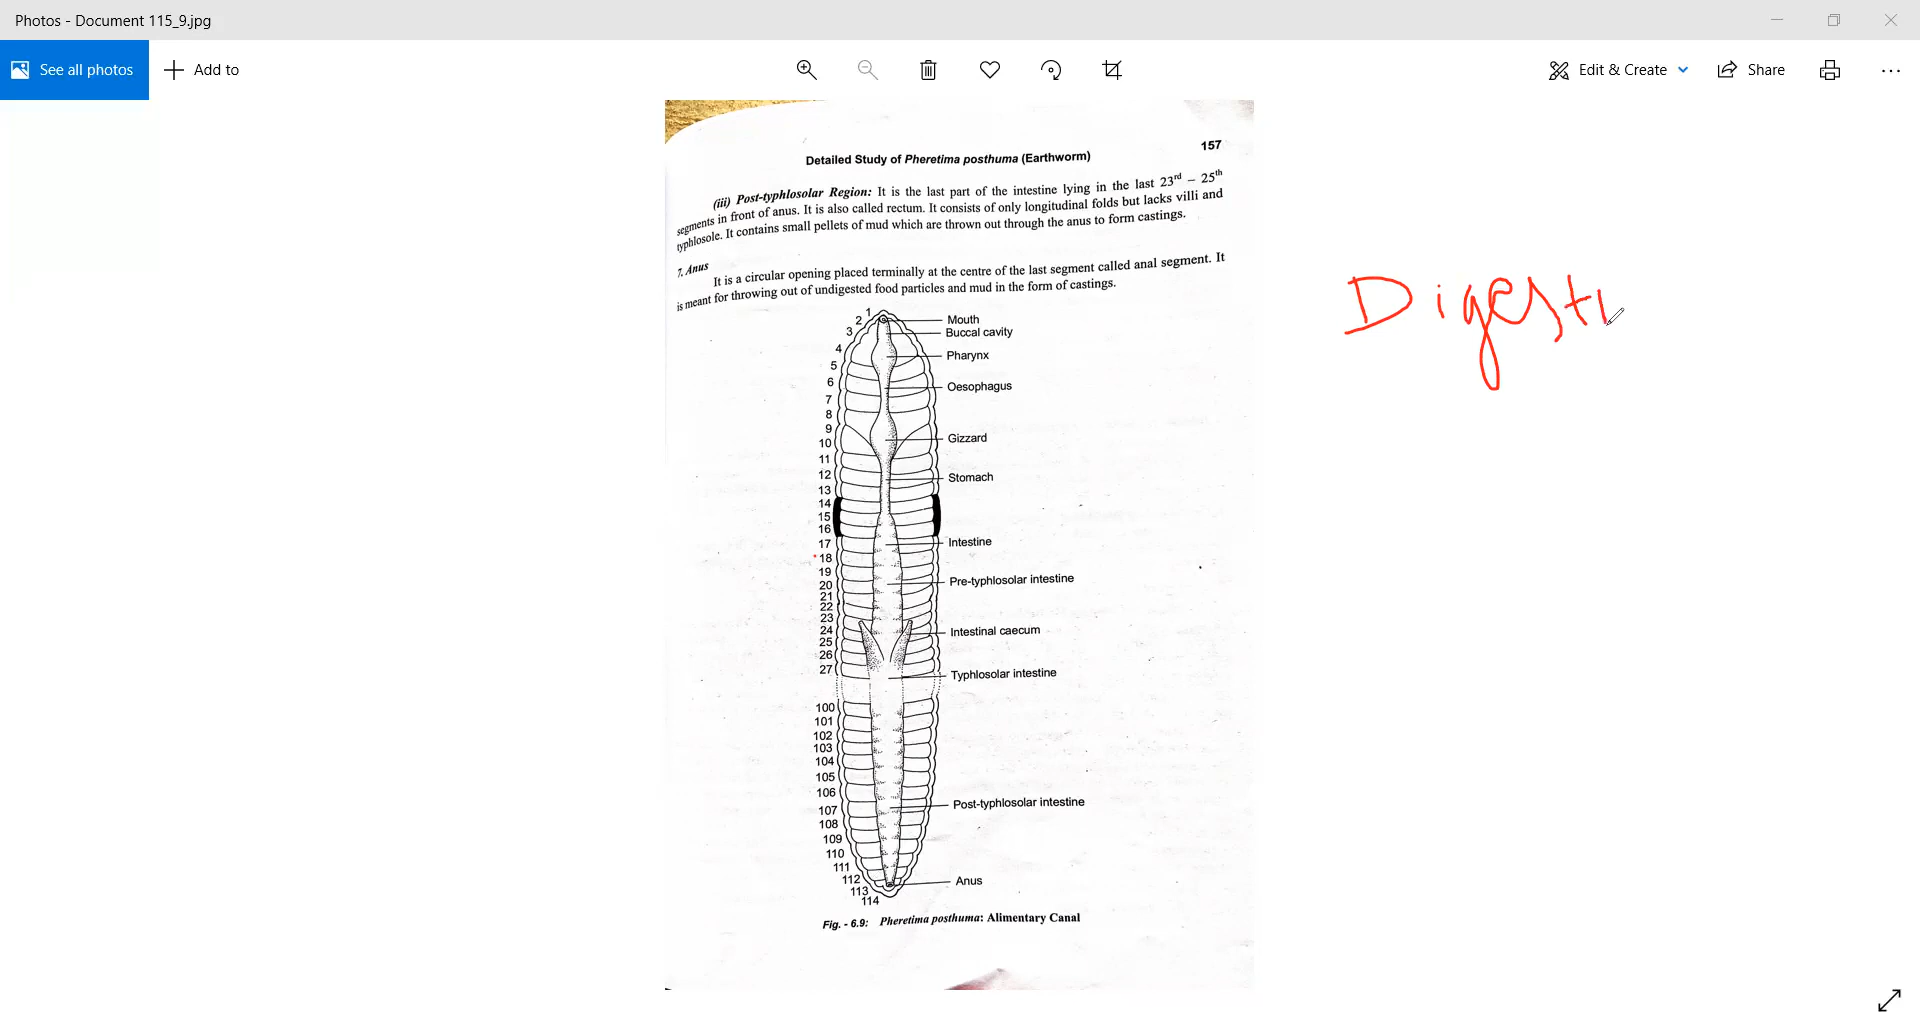 Photos - Document 115_9.jpg
See all photos
Add to
Edit & Create
Share
157
Detailed Study of Pheretima posthuma (Earthworm)
(iii) Post-typhlosolar Region: It is the last part of the intestine lying in the last 23rd – 25th
segments in front of anus. It is also called rectum. It consists of only longitudinal folds but lacks villi and
typhlosole. It contains small pellets of mud which are thrown out through the anus to form castings.
7. Anus
It is a circular opening placed terminally at the centre of the last segment called anal segment. It
is meant for throwing out of undigested food particles and mud in the form of castings.
1
2
3
4
5
6
7
8
9
10
11
12
13
14
15
16
17
18
19
20
21
22
23
24
25
26
27
100
101
102
103
104
105
106
107
108
109
110
111
112
113
114
Mouth
Buccal cavity
Pharynx
Oesophagus
Gizzard
Stomach
Intestine
Pre-typhlosolar intestine
Intestinal caecum
Typhlosolar intestine
Post-typhlosolar intestine
Anus
Fig. - 6.9: Pheretima posthuma: Alimentary Canal
Digesti